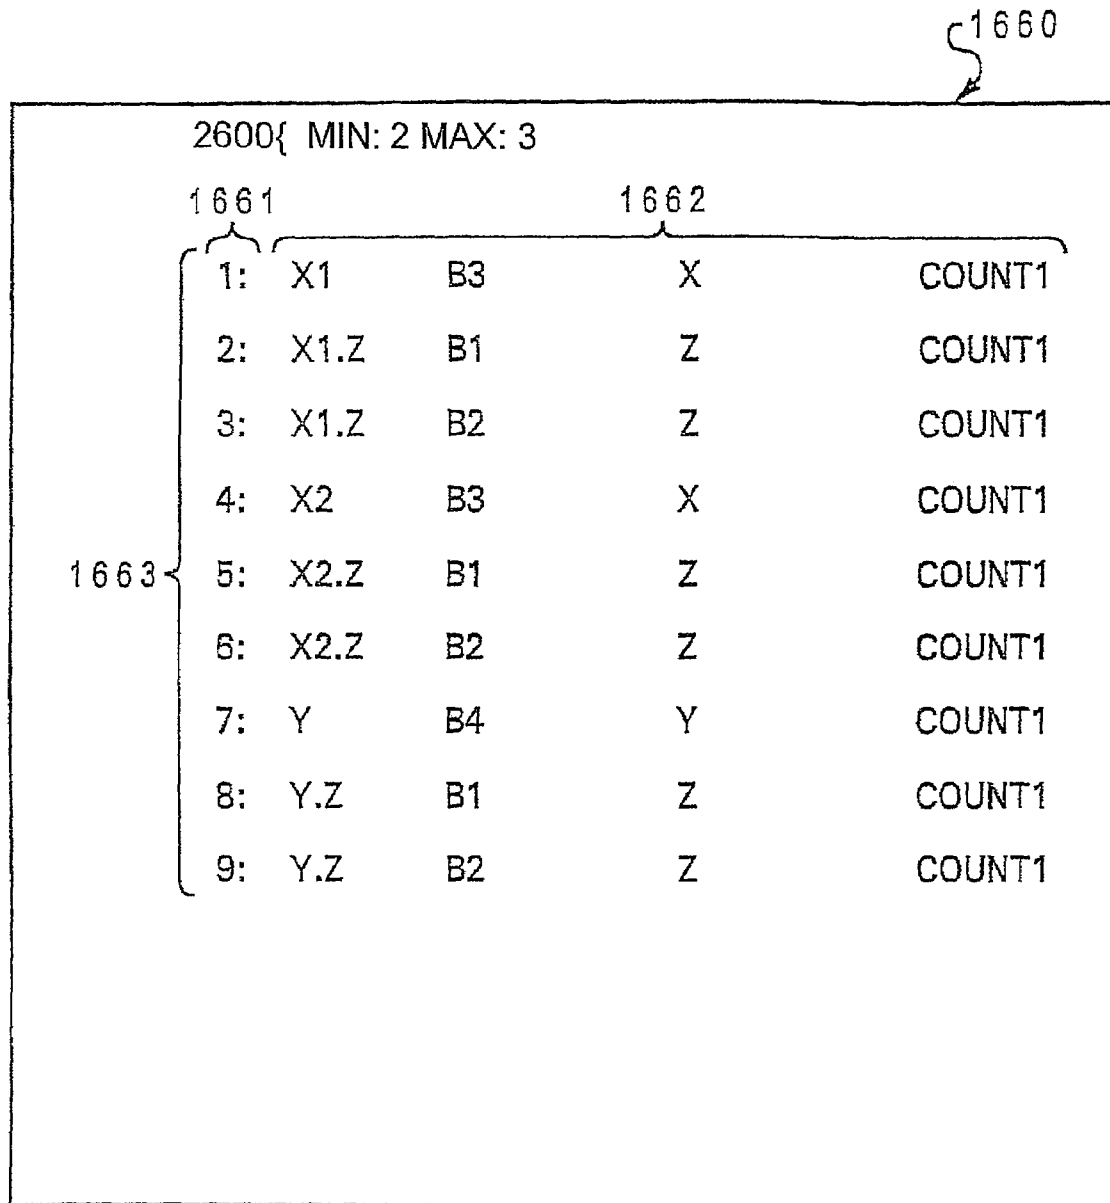 1660
2600{ MIN: 2 MAX: 3
1661 1662
1: X1 B3 X COUNT1
2: X1.Z B1 Z COUNT1
3: X1.Z B2 Z COUNT1
4: X2 B3 X COUNT1
1663 5: X2.Z B1 Z COUNT1
6: X2.Z B2 Z COUNT1
7: Y B4 Y COUNT1
8: Y.Z B1 Z COUNT1
9: Y.Z B2 Z COUNT1